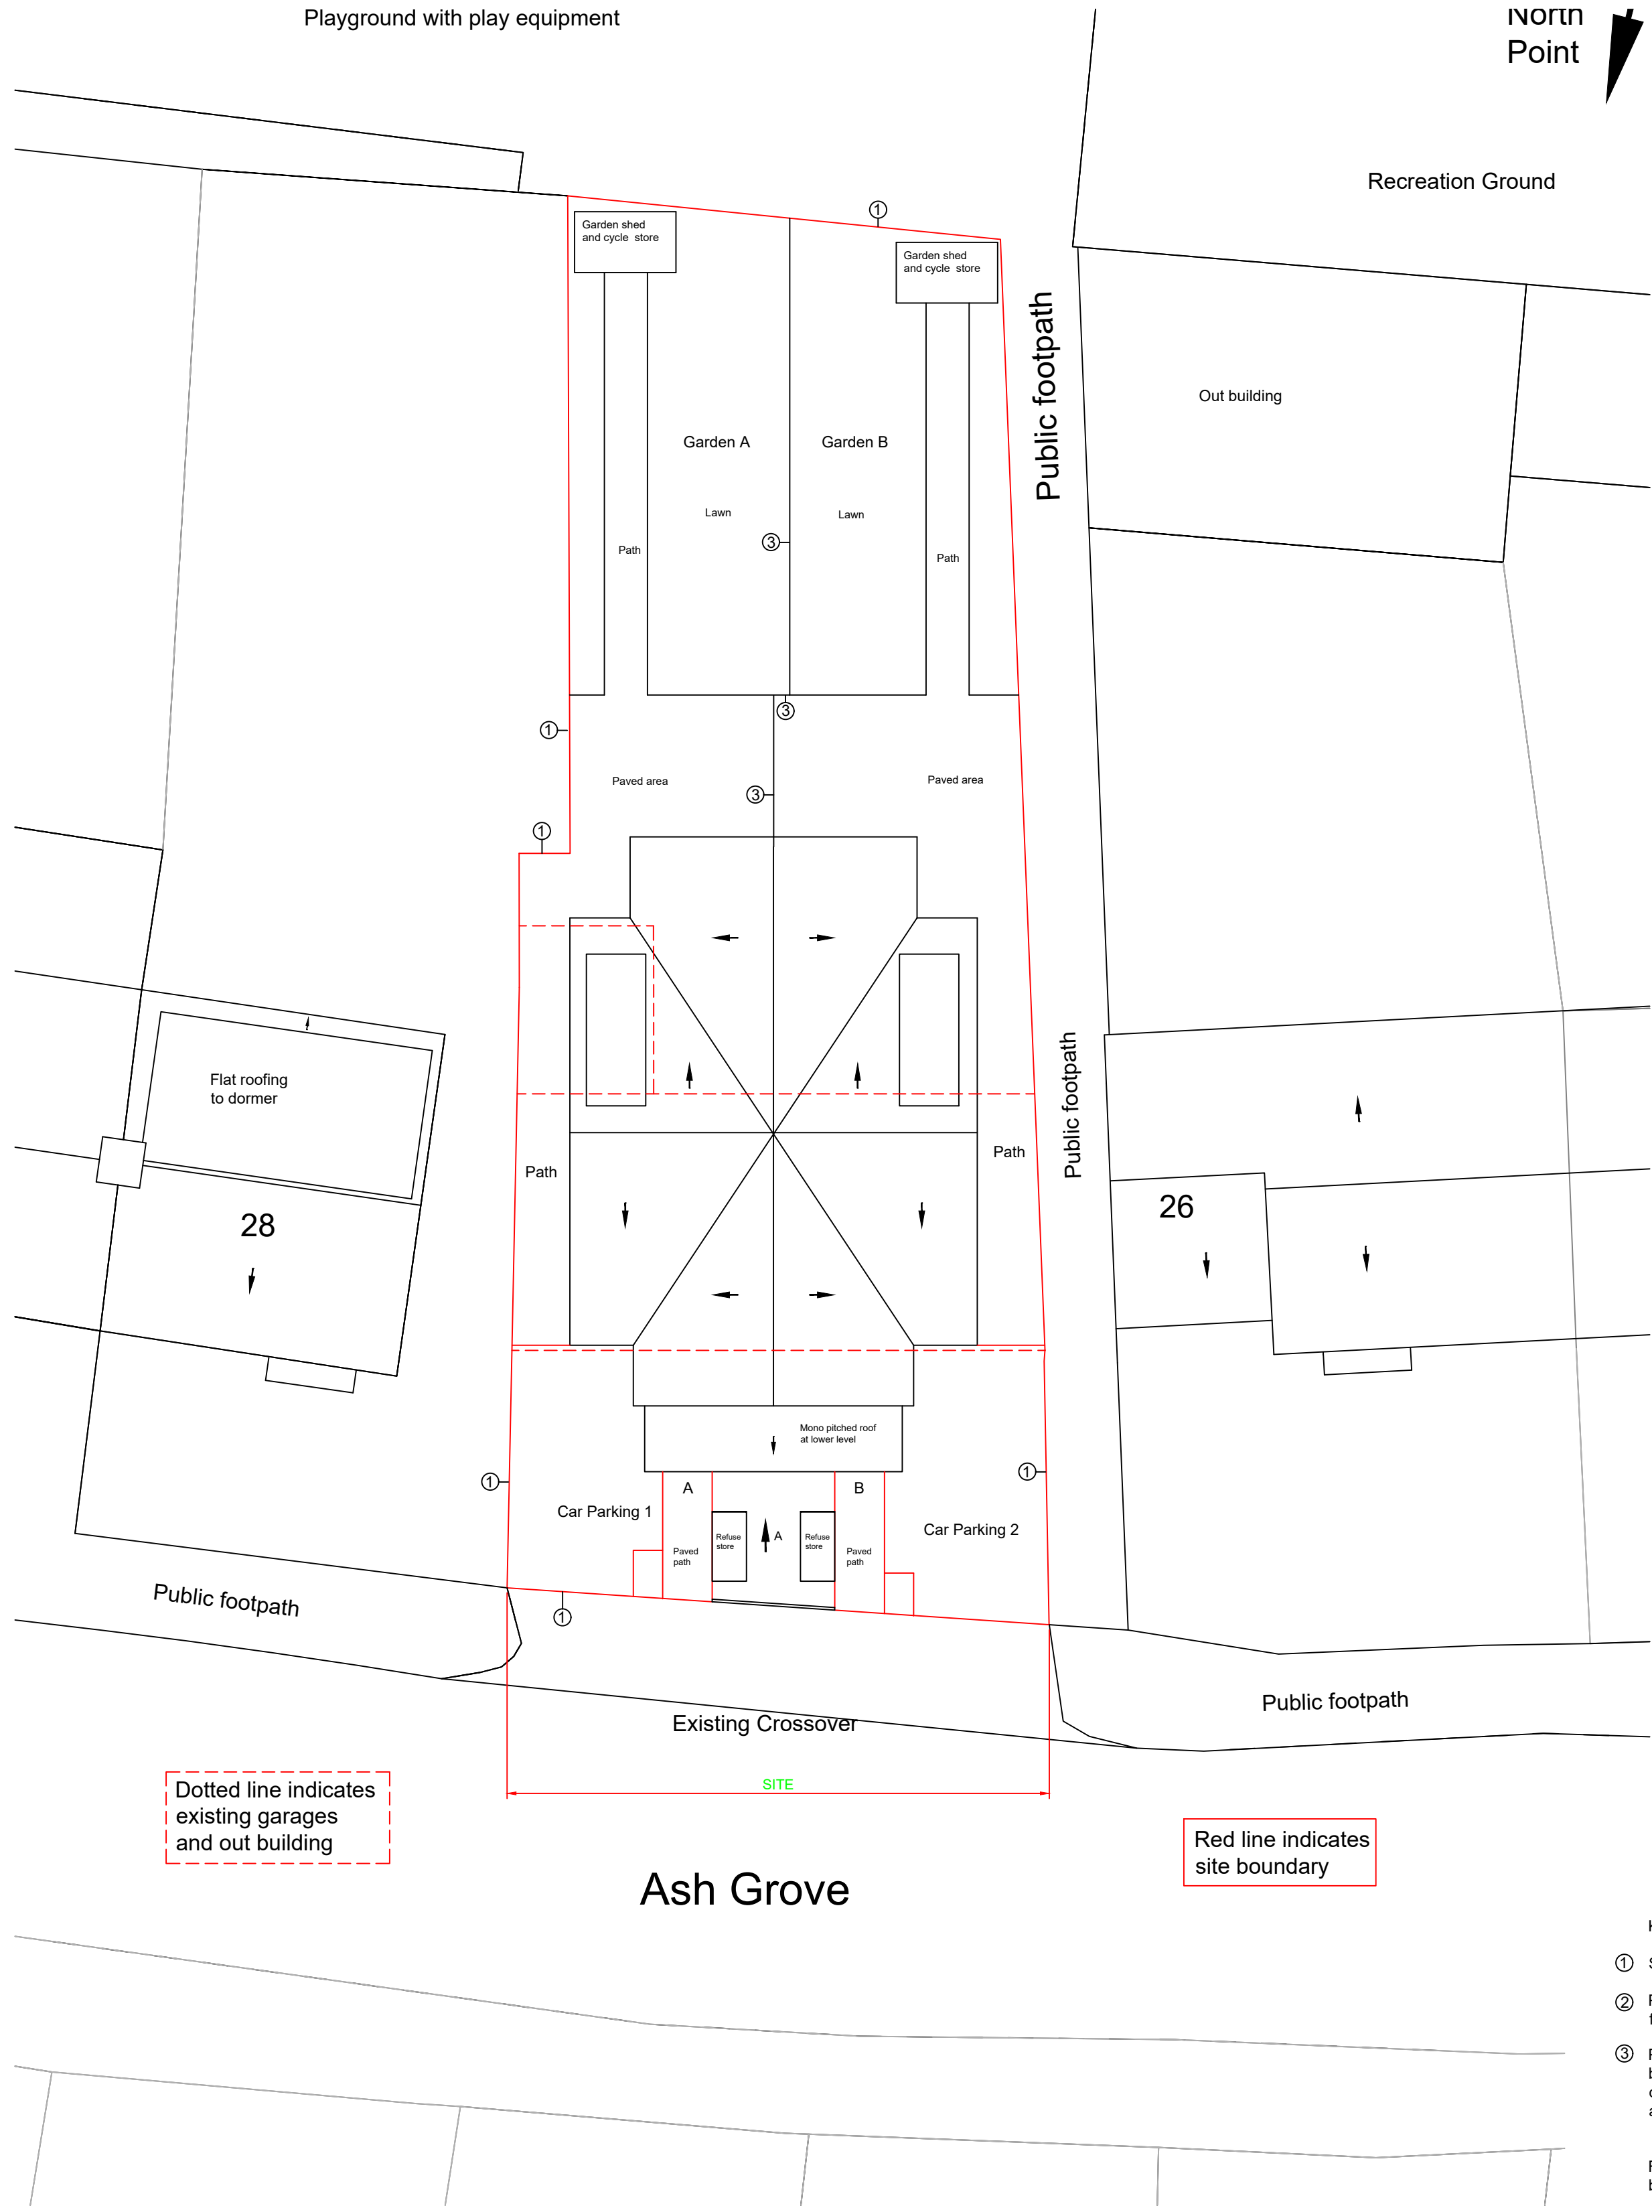 Playground with play equipment
North
Point
Recreation Ground
1
Garden shed
and cycle store
Garden shed
and cycle store
Public footpath
Out building
Garden A
Garden B
Lawn
Lawn
3
Path
Path
3
1
Paved area
Paved area
3
1
Flat roofing
to dormer
Public footpath
Path
Path
28
26
Mono pitched roof
at lower level
1
1
A
B
Car Parking 1
Car Parking 2
Refuse
store
A
Refuse
store
Paved
path
Paved
path
1
Public footpath
Public footpath
Existing Crossover
SITE
Dotted line indicates
existing garages
and out building
Red line indicates
site boundary
Ash Grove
1
2
3